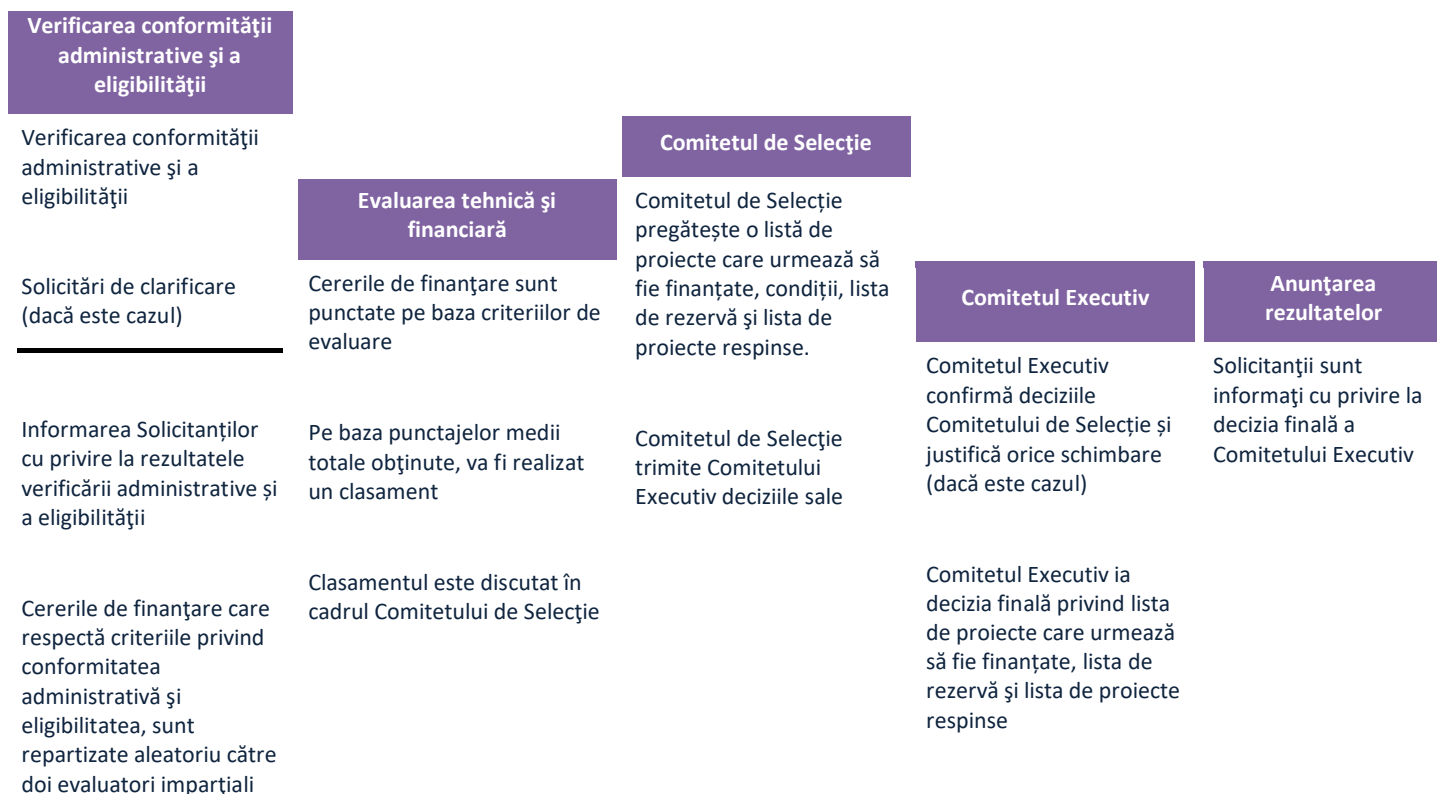 Verificarea conformităţii
administrative şi a
eligibilităţii
Verificarea conformităţii
administrative şi a
eligibilităţii
Solicitări de clarificare
(dacă este cazul)
Informarea Solicitanților
cu privire la rezultatele
verificării administrative și
a eligibilităţii
Cererile de finanţare care
respectă criteriile privind
conformitatea
administrativă şi
eligibilitatea, sunt
repartizate aleatoriu către
doi evaluatori imparţiali
Evaluarea tehnică şi
financiară
Cererile de finanţare sunt
punctate pe baza criteriilor de
evaluare
Pe baza punctajelor medii
totale obţinute, va fi realizat
un clasament
Clasamentul este discutat în
cadrul Comitetului de Selecţie
Comitetul de Selecţie
Comitetul de Selecție
pregătește o listă de
proiecte care urmează să
fie finanțate, condiții, lista
de rezervă şi lista de
proiecte respinse.
Comitetul de Selecţie
trimite Comitetului
Executiv deciziile sale
Comitetul Executiv
Comitetul Executiv
confirmă deciziile
Comitetului de Selecție și
justifică orice schimbare
(dacă este cazul)
Comitetul Executiv ia
decizia finală privind lista
de proiecte care urmează
să fie finanțate, lista de
rezervă şi lista de proiecte
respinse
Anunţarea
rezultatelor
Solicitanţii sunt
informaţi cu privire la
decizia finală a
Comitetului Executiv